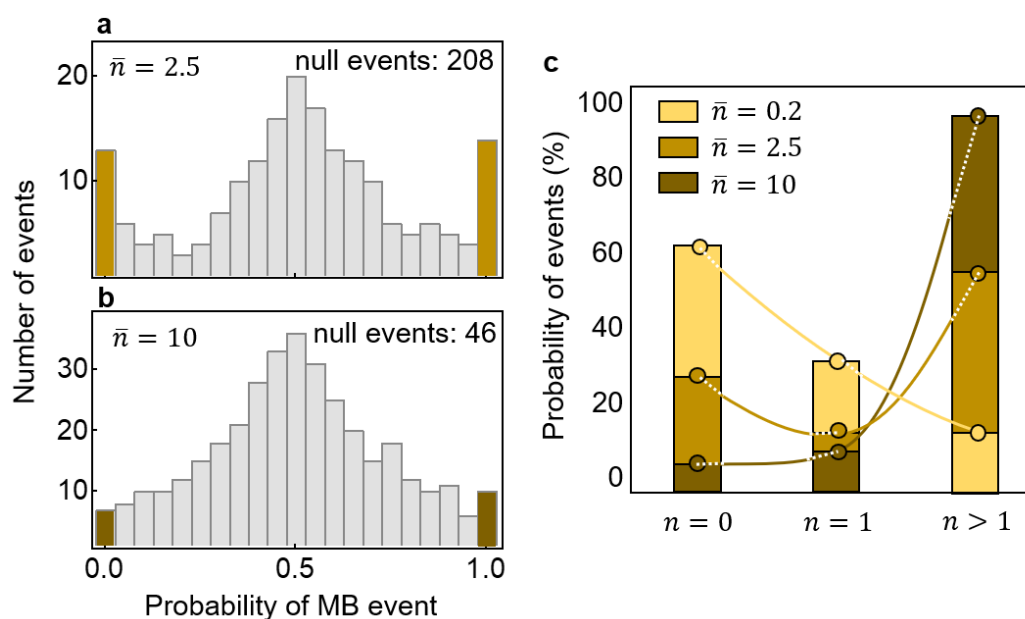 a
n̄ = 2.5
null events: 208
20
10
Number of events
b
n̄ = 10
null events: 46
30
20
10
0.0
0.5
1.0
Probability of MB event
c
n̄ = 0.2
n̄ = 2.5
n̄ = 10
Probability of events (%)
100
80
60
40
20
0
n = 0
n = 1
n > 1